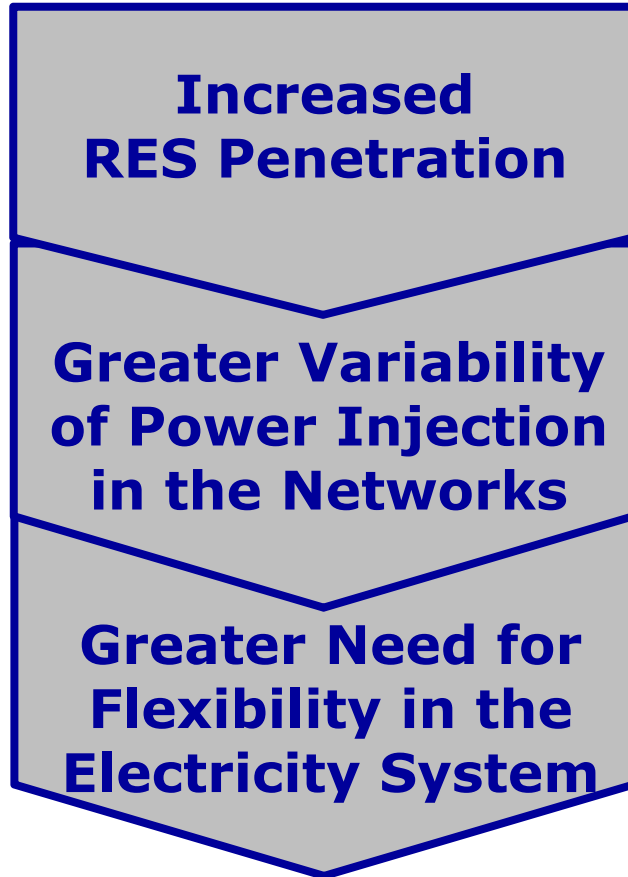 Increased
RES Penetration
Greater Variability
of Power Injection
in the Networks
Greater Need for
Flexibility in the
Electricity System